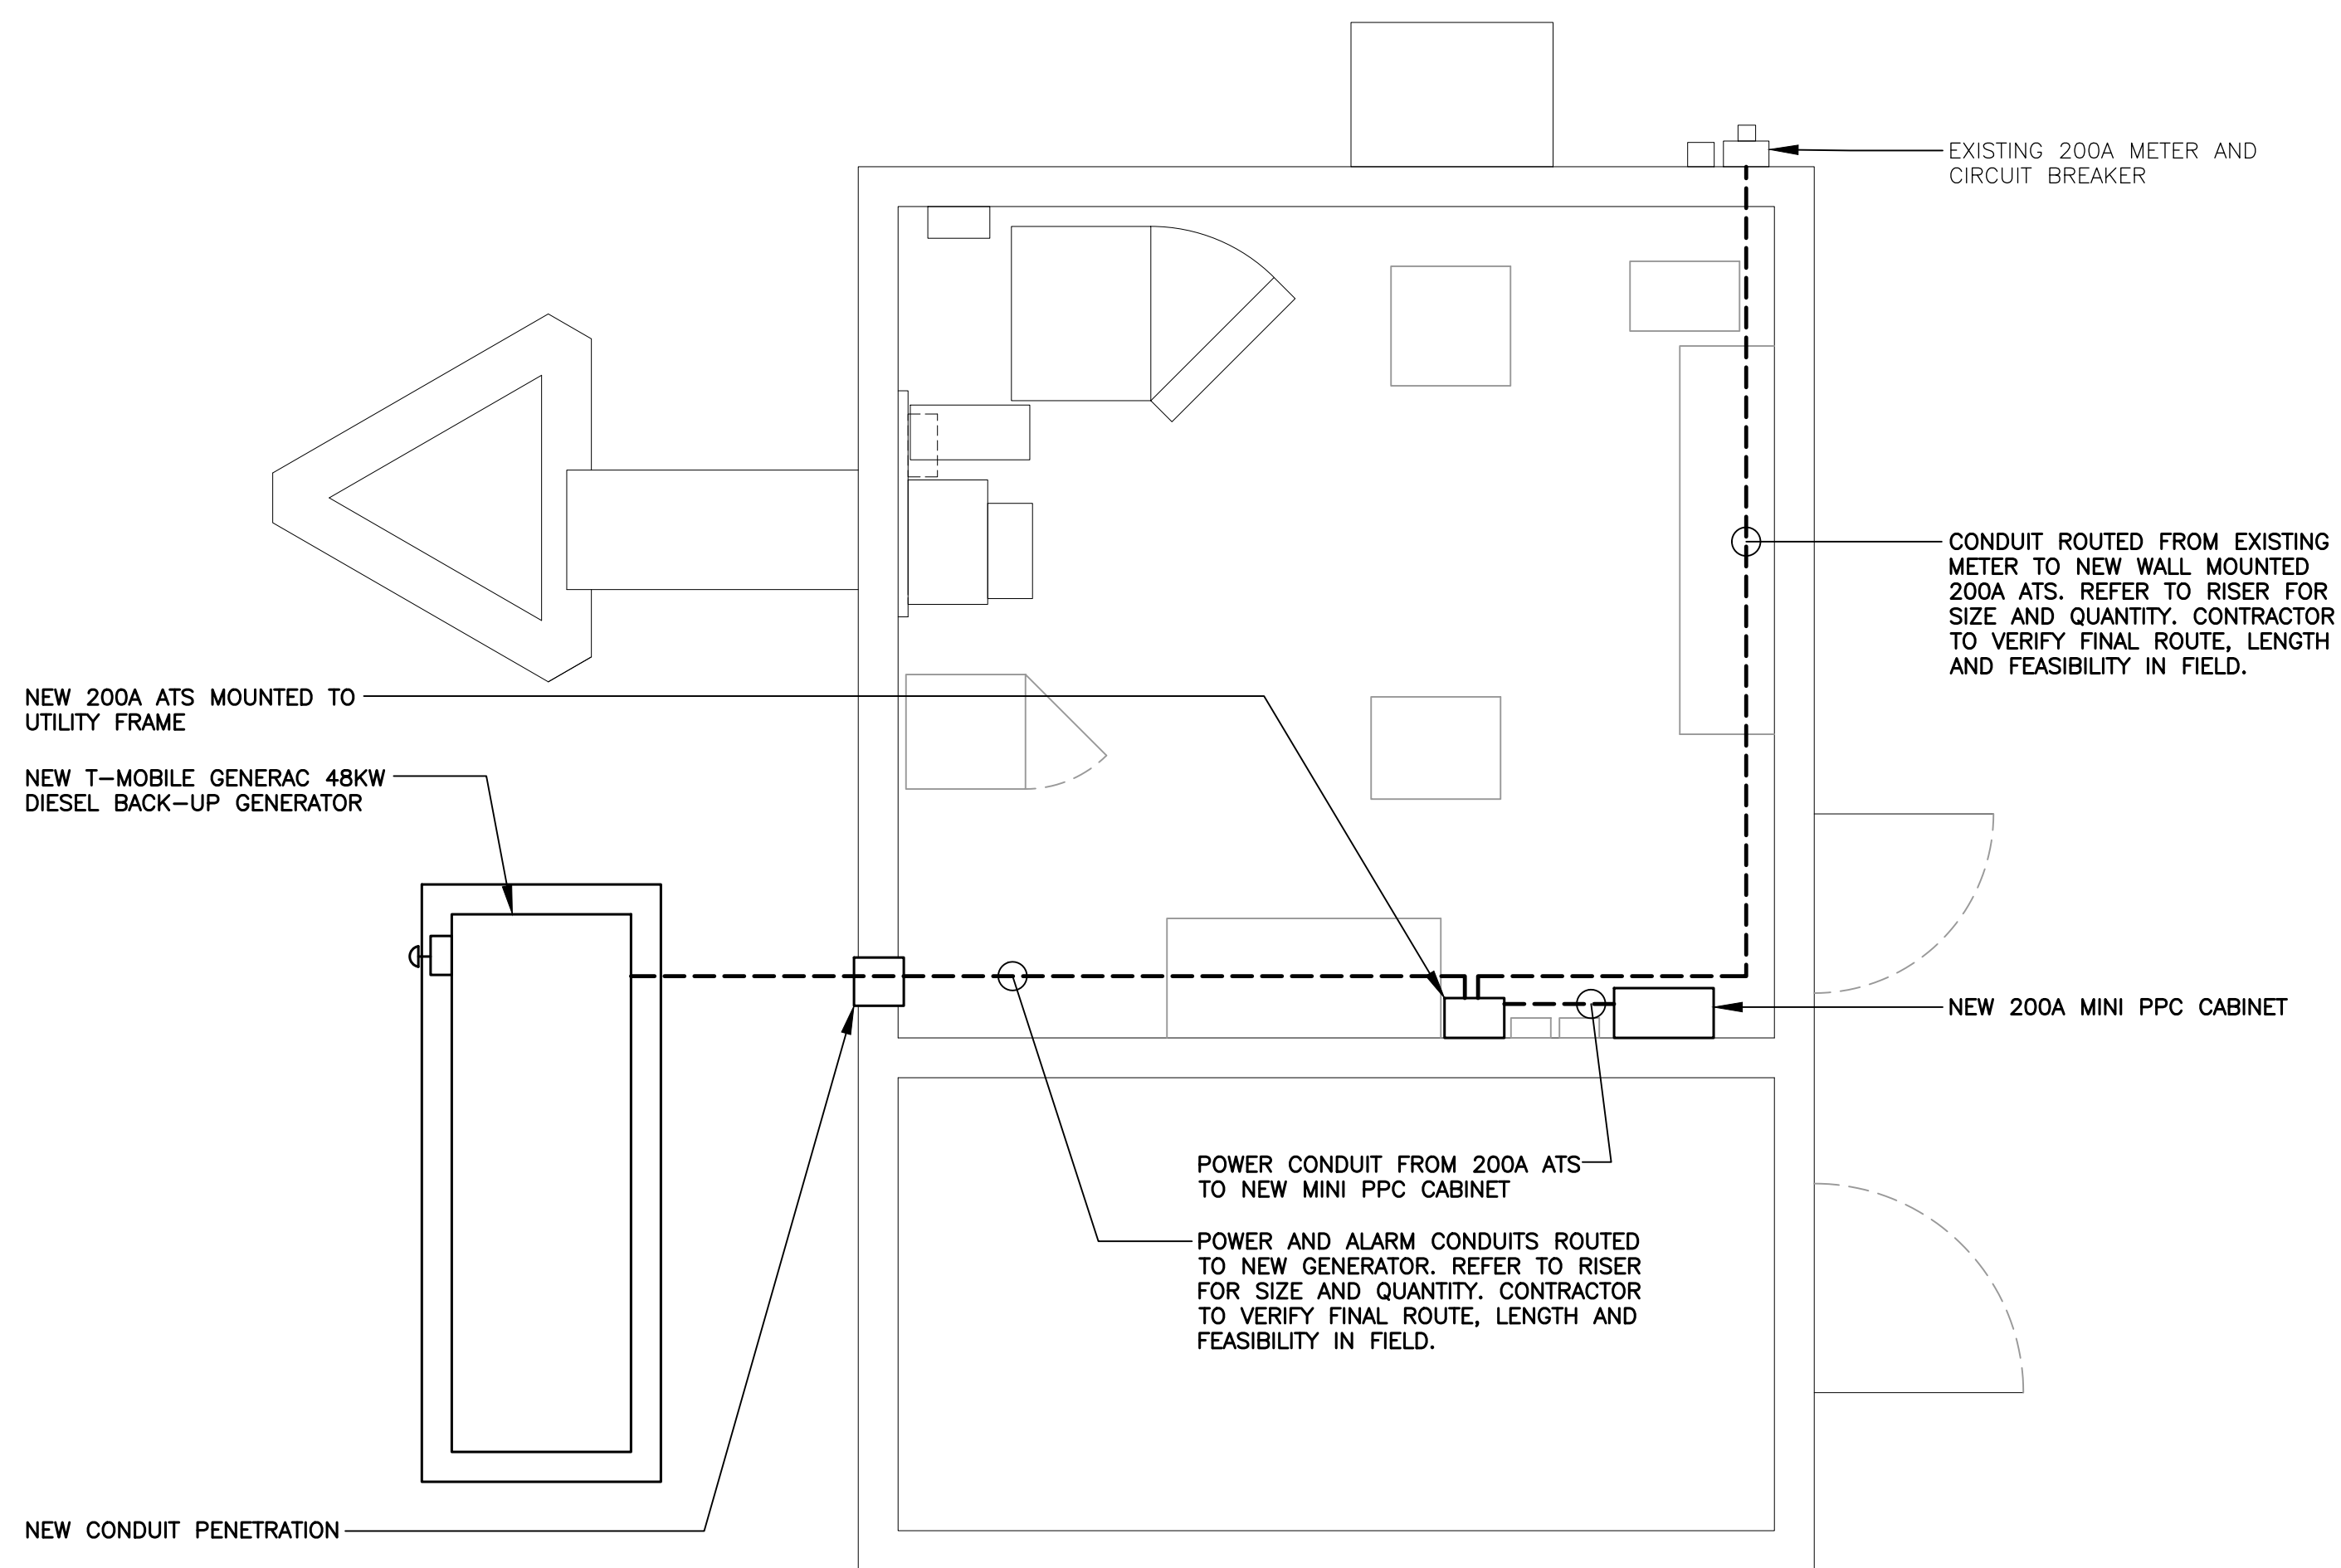 EXISTING 200A METER AND
CIRCUIT BREAKER
CONDUIT ROUTED FROM EXISTING
METER TO NEW WALL MOUNTED
200A ATS. REFER TO RISER FOR
SIZE AND QUANTITY. CONTRACTOR
TO VERIFY FINAL ROUTE, LENGTH
AND FEASIBILITY IN FIELD.
NEW 200A ATS MOUNTED TO
UTILITY FRAME
NEW T-MOBILE GENERAC 48KW
DIESEL BACK-UP GENERATOR
NEW 200A MINI PPC CABINET
POWER CONDUIT FROM 200A ATS
TO NEW MINI PPC CABINET
POWER AND ALARM CONDUITS ROUTED
TO NEW GENERATOR. REFER TO RISER
FOR SIZE AND QUANTITY. CONTRACTOR
TO VERIFY FINAL ROUTE, LENGTH AND
FEASIBILITY IN FIELD.
NEW CONDUIT PENETRATION